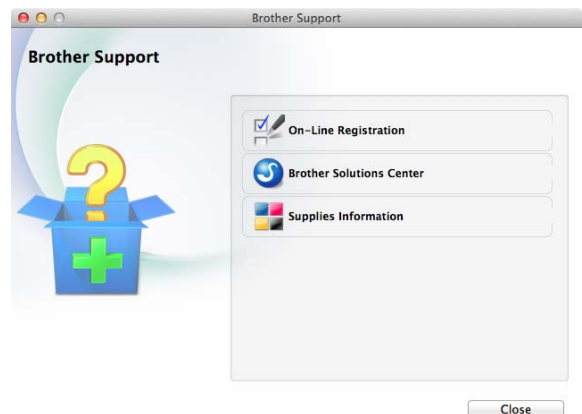 Brother Support
Brother Support
On-Line Registration
Brother Solutions Center
Supplies Information
Close